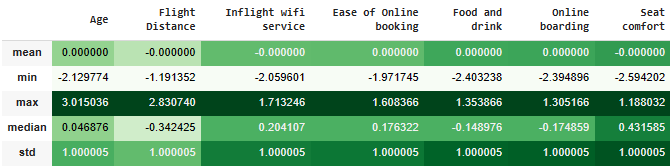 Age Flight Distance Inflight wifi service Ease of Online booking Food and drink Online boarding Seat comfort
mean 0.000000 -0.000000 -0.000000 0.000000 0.000000 0.000000 -0.000000
min -2.129774 -1.191352 -2.059601 -1.971745 -2.403238 -2.394896 -2.594202
max 3.015036 2.830740 1.713246 1.608366 1.353866 1.305166 1.188032
median 0.046876 -0.342425 0.204107 0.176322 -0.148976 -0.174859 0.431585
std 1.000005 1.000005 1.000005 1.000005 1.000005 1.000005 1.000005